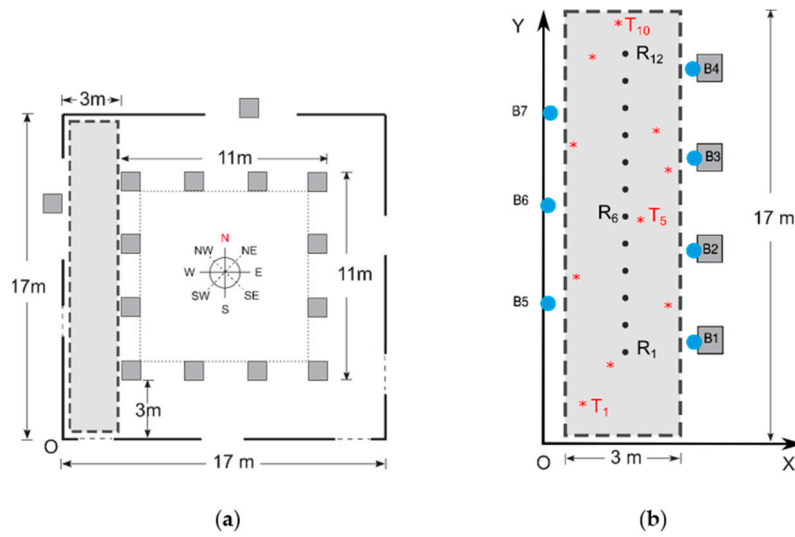 3m
11m
N
NW NE
W E
SW SE
S
17m
11m
3m
O
17 m
(a)
Y
T10
R12
B4
B7
B3
B6
R6
T5
17 m
B2
B5
B1
R1
T1
O
3 m
X
(b)